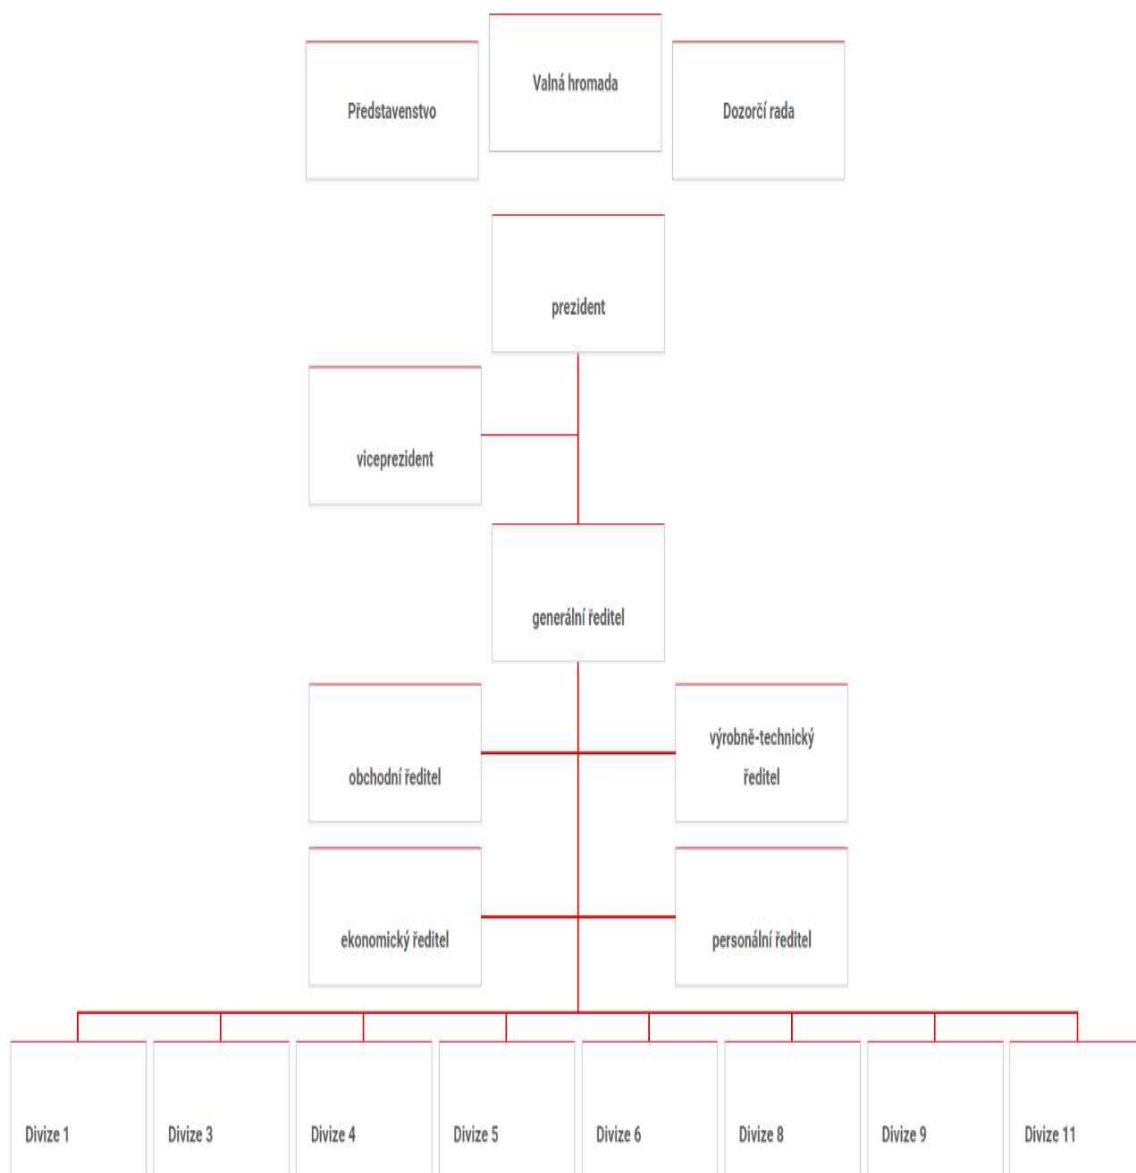 Valná hromada
Představenstvo
Dozorčí rada
prezident
viceprezident
generální ředitel
obchodní ředitel
výrobně-technický
ředitel
ekonomický ředitel
personální ředitel
Divize 1
Divize 3
Divize 4
Divize 5
Divize 6
Divize 8
Divize 9
Divize 11